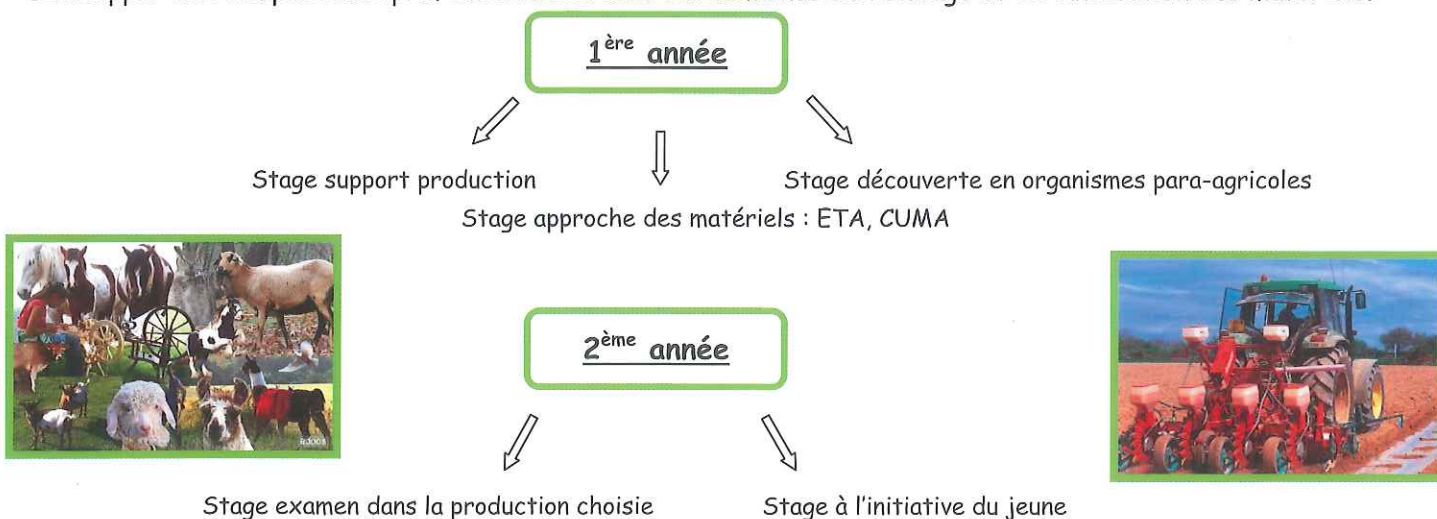 1ère année
Stage support production
Stage découverte en organismes para-agricoles
Stage approche des matériels : ETA, CUMA
2ème année
Stage examen dans la production choisie
Stage à l'initiative du jeune